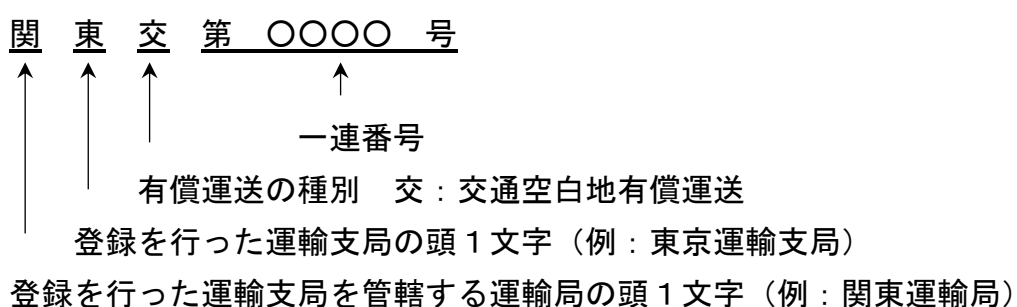 関 東 交 第 〇〇〇〇 号
一連番号
有償運送の種別 交：交通空白地有償運送
登録を行った運輸支局の頭１文字（例：東京運輸支局）
登録を行った運輸支局を管轄する運輸局の頭１文字（例：関東運輸局）